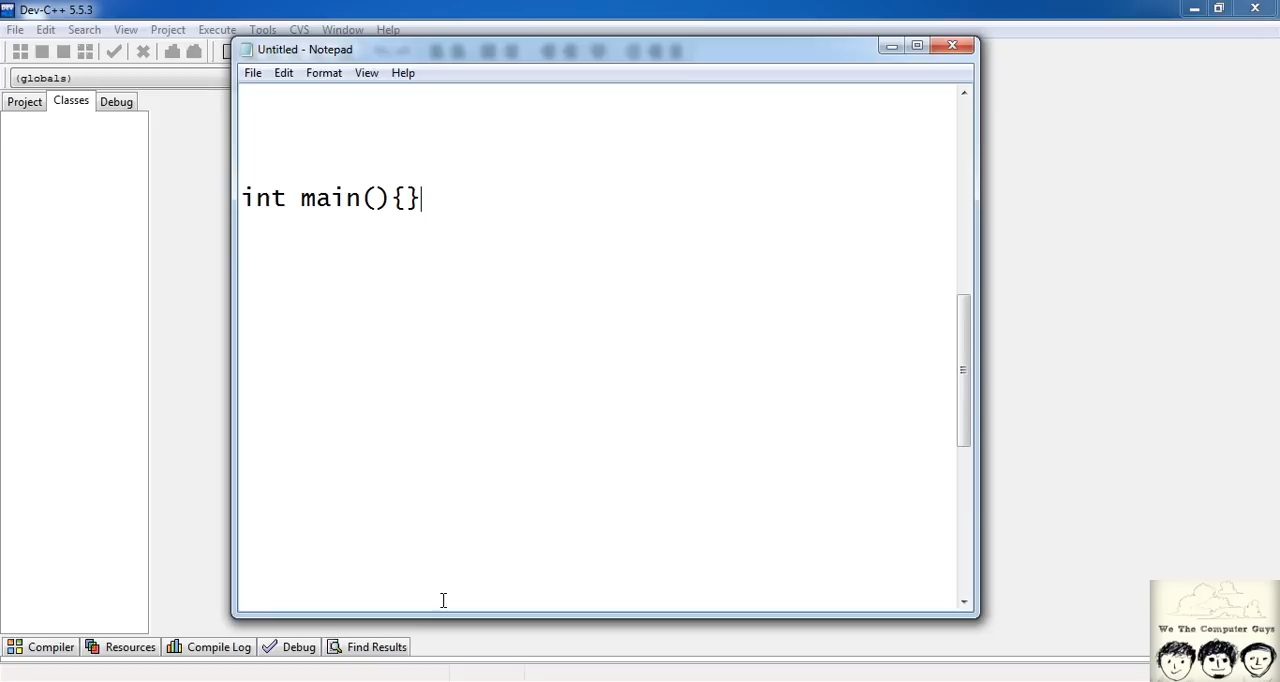 Dev-C++ 5.5.3
File Edit Search View Project Execute Tools CVS Window Help
(globals)
Project Classes Debug
Untitled - Notepad
File Edit Format View Help
int main(){}
Compiler Resources Compile Log Debug Find Results
We The Computer Guys